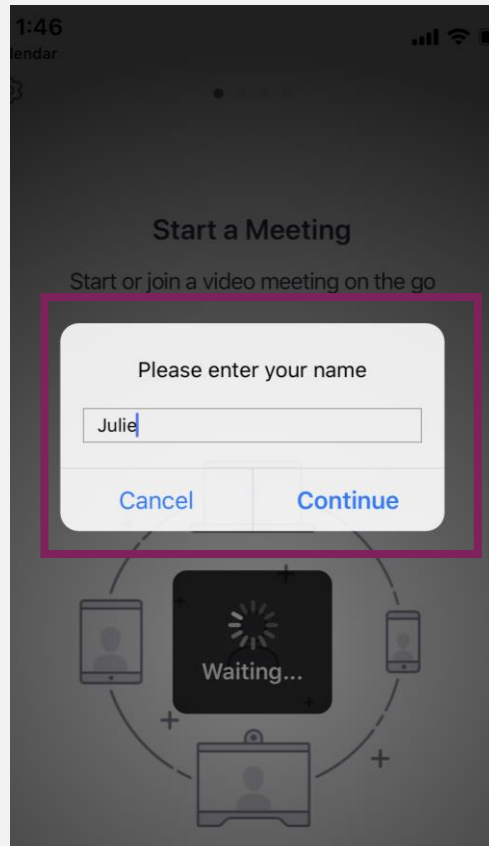 1:46
lendar
Start a Meeting
Start or join a video meeting on the go
Please enter your name
Julie
Cancel Continue
Waiting...